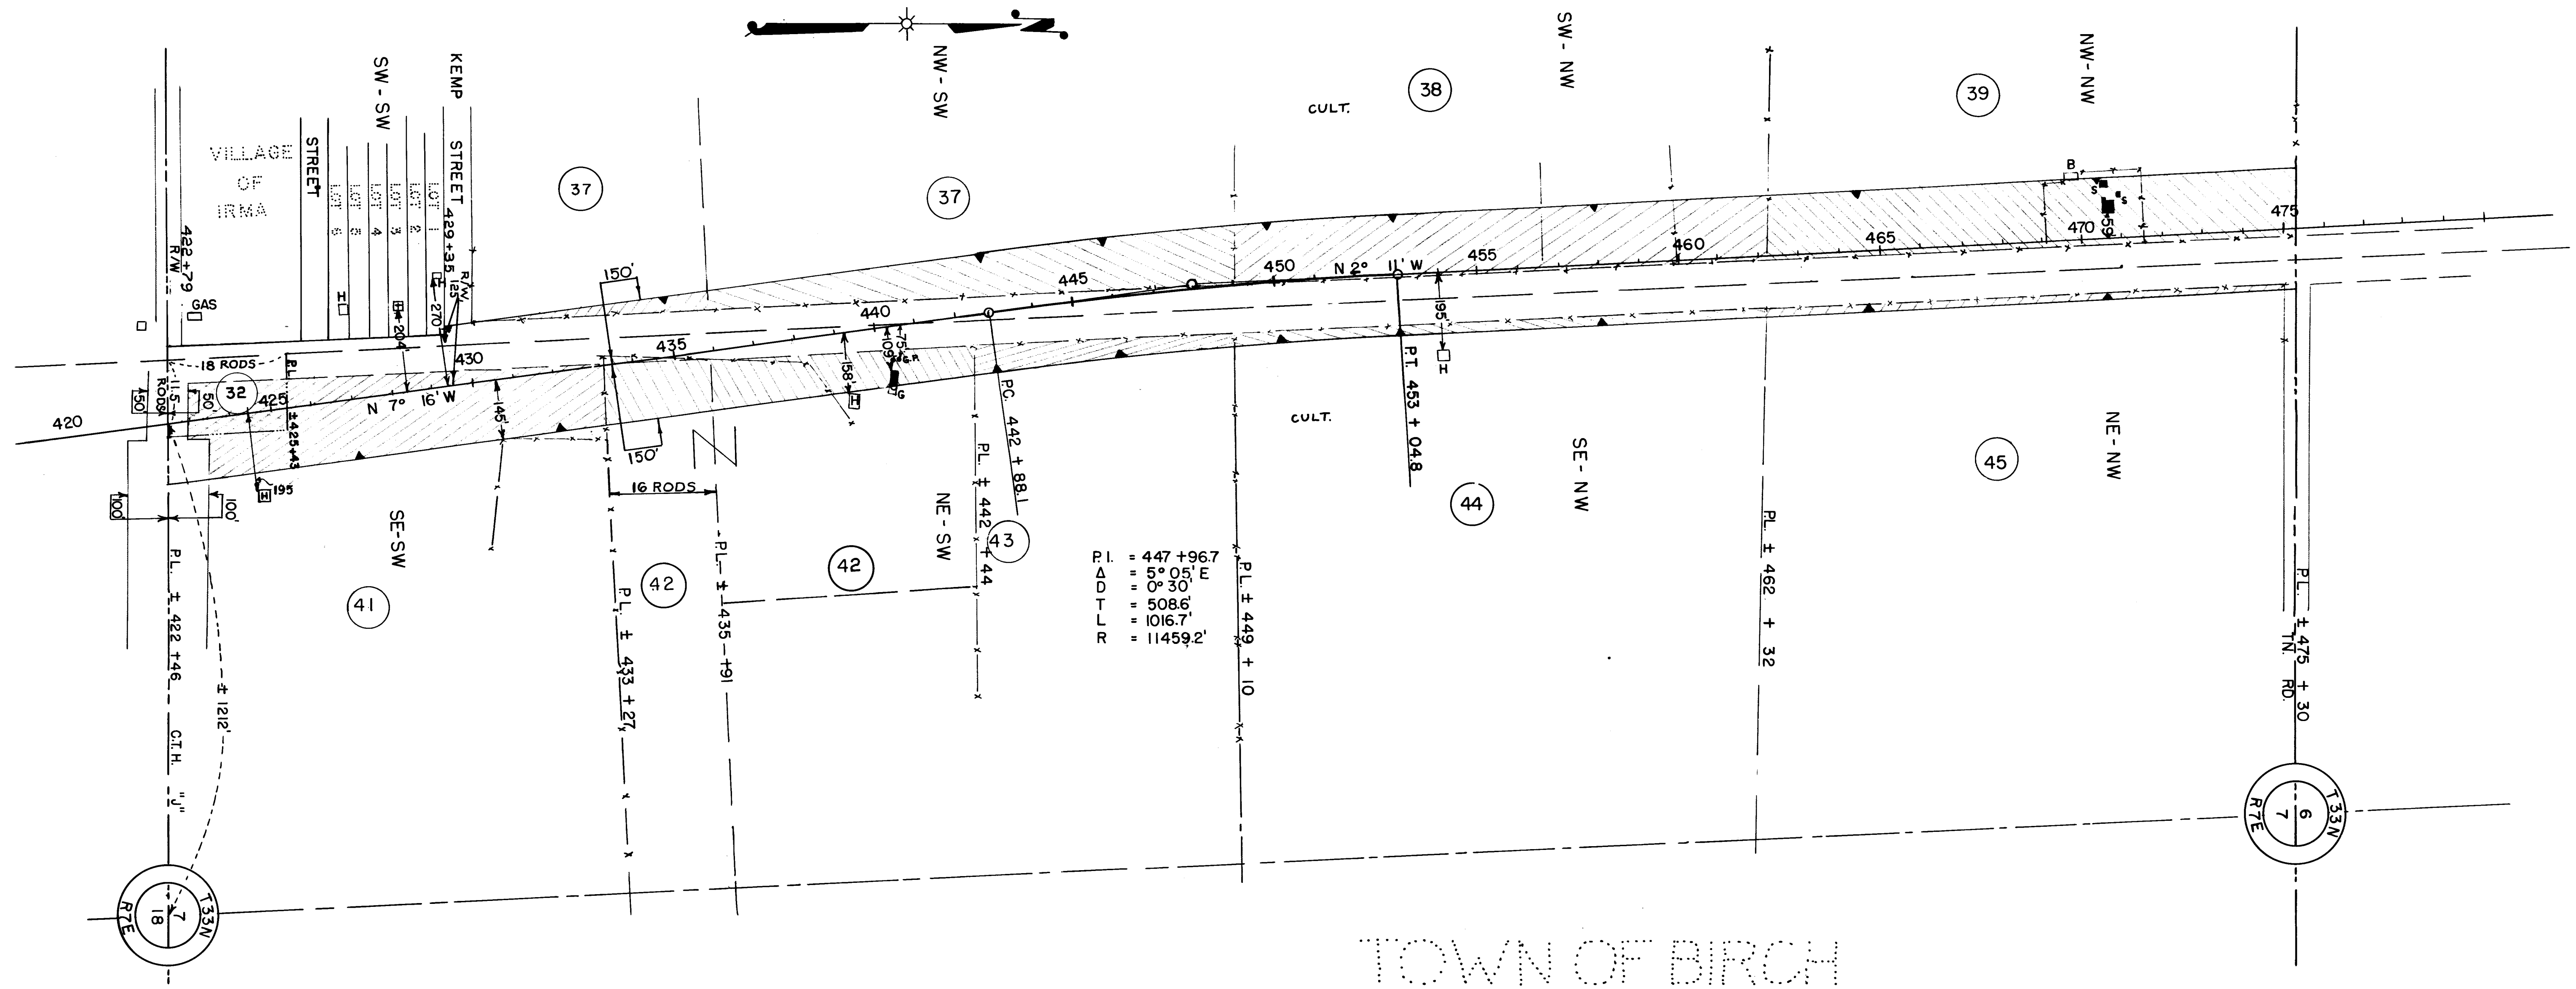 N
KEMP
STREET
SW - SW
NW - SW
SW - NW
NW - NW
38
39
CULT.
VILLAGE
OF
IRMA
STREET
LOT 6
LOT 5
LOT 4
LOT 3
LOT 2
LOT 1
37
37
B
S
S
+59
422 + 79
R/W
429 + 35
125
R/W
GAS
H
H
H
270'
204'
150'
475
470
465
460
455
450
445
440
435
430
425
420
N 2° 11' W
N 7° 16' W
18 RODS
P.L.
± 425+43
11.5
RODS
32
50'
50'
145'
158'
109'
75'
G.P.
G
H
195'
H
195
H
150'
16 RODS
P.C. 442 + 88.1
P.T. 453 + 04.8
CULT.
100'
100'
SE-SW
NE - SW
SE - NW
NE - NW
41
42
42
43
44
45
P.L. ± 422 +46
C.T.H. "J"
± 1212'
P.L. ± 433 +27
P.L. ± 435 +91
P.L. ± 442 +44
P.L. ± 449 + 10
P.L. ± 462 + 32
P.L. ± 475 + 30
TN. RD.
P.I. = 447 +96.7
Δ = 5° 05' E
D = 0° 30'
T = 508.6'
L = 1016.7'
R = 11459.2'
T33N
R7E
7
18
T33N
R7E
6
7
TOWN OF BIRCH